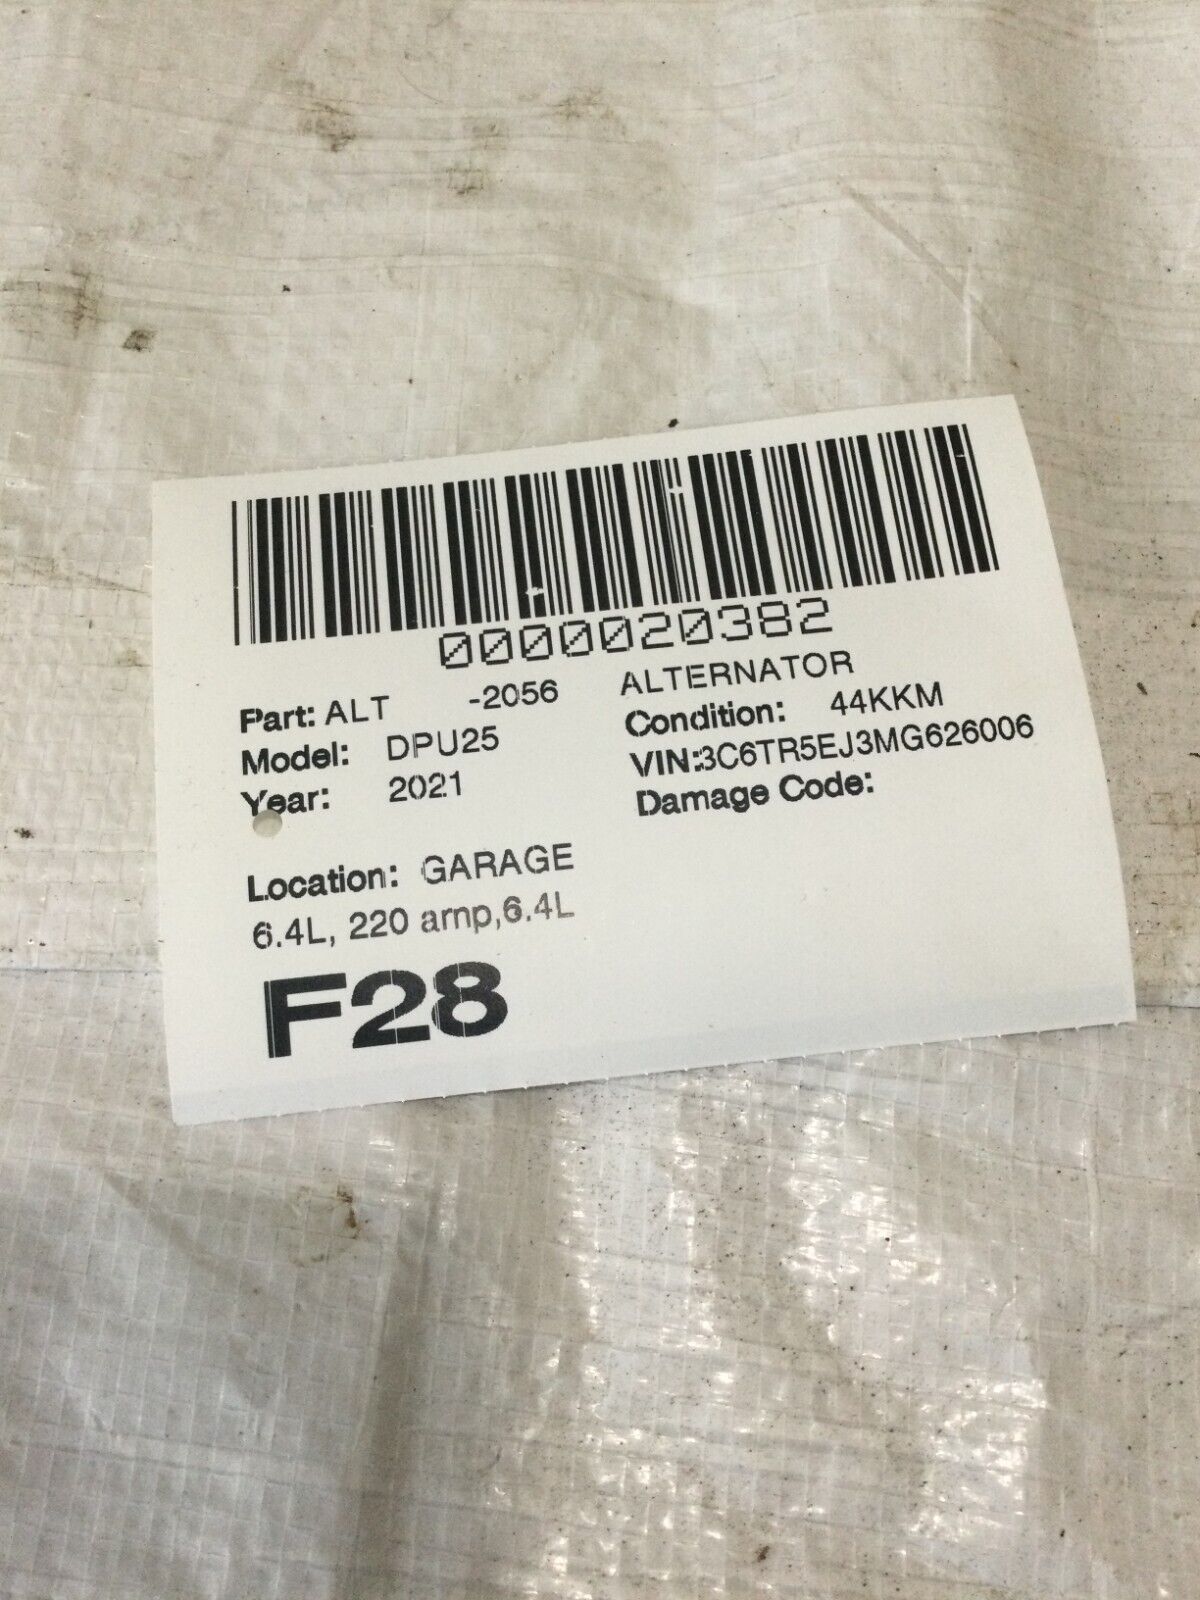 0000020382
Part: ALT -2056 ALTERNATOR
Model: DPU25 Condition: 44KKM
Year: 2021 VIN:3C6TR5EJ3MG626006
Damage Code:
Location: GARAGE
6.4L, 220 amp,6.4L
F28